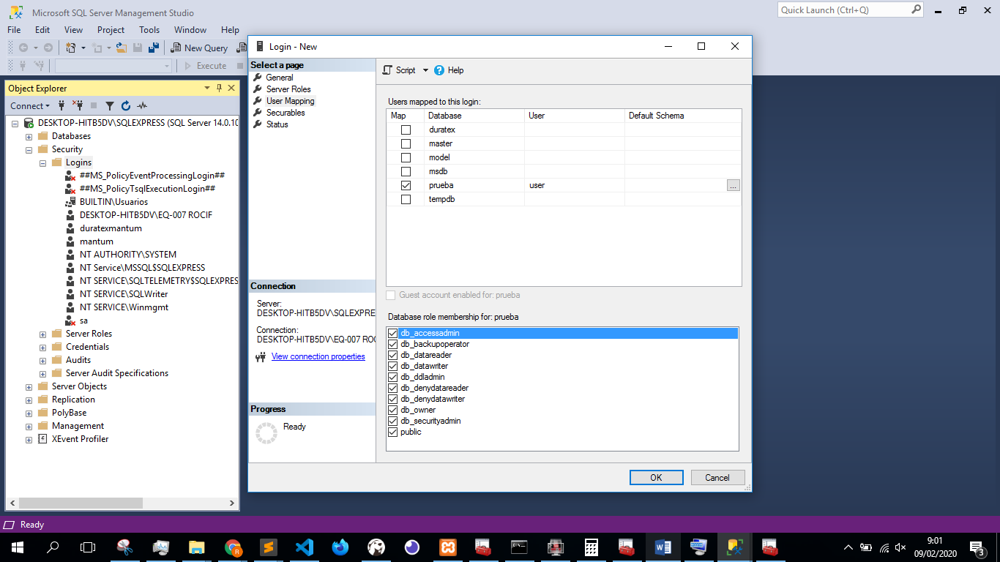 Microsoft SQL Server Management Studio
Quick Launch (Ctrl+Q)
File Edit View Project Tools Window Help
New Query
Execute
Object Explorer
Connect
DESKTOP-HITB5DV\SQLEXPRESS (SQL Server 14.0.10
Databases
Security
Logins
##MS_PolicyEventProcessingLogin##
##MS_PolicyTsqlExecutionLogin##
BUILTIN\Usuarios
DESKTOP-HITB5DV\EQ-007 ROCIF
duratexmantum
mantum
NT AUTHORITY\SYSTEM
NT Service\MSSQL$SQLEXPRESS
NT SERVICE\SQLTELEMETRY$SQLEXPRES
NT SERVICE\SQLWriter
NT SERVICE\Winmgmt
sa
Server Roles
Credentials
Audits
Server Audit Specifications
Server Objects
Replication
PolyBase
Management
XEvent Profiler
Login - New
Select a page
General
Server Roles
User Mapping
Securables
Status
Connection
Server:
DESKTOP-HITB5DV\SQLEXPRE
Connection:
DESKTOP-HITB5DV\EQ-007 ROC
View connection properties
Progress
Ready
Script Help
Users mapped to this login:
Map Database User Default Schema
duratex
master
model
msdb
prueba user ...
tempdb
Guest account enabled for: prueba
Database role membership for: prueba
db_accessadmin
db_backupoperator
db_datareader
db_datawriter
db_ddladmin
db_denydatareader
db_denydatawriter
db_owner
db_securityadmin
public
OK Cancel
Ready
9:01
09/02/2020
3